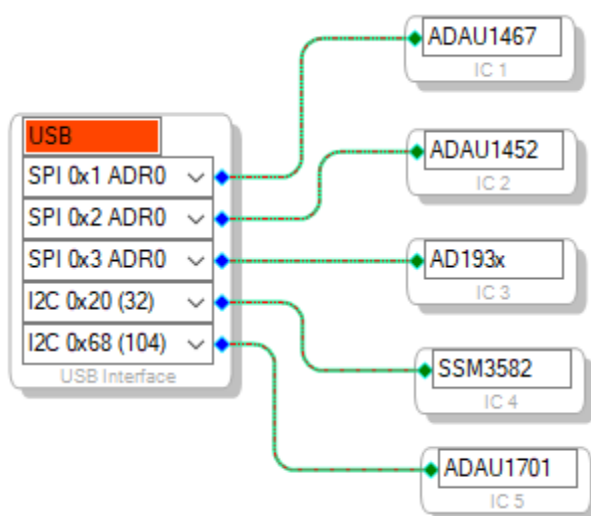 USB
SPI 0x1 ADR0
SPI 0x2 ADR0
SPI 0x3 ADR0
I2C 0x20 (32)
I2C 0x68 (104)
USB Interface
ADAU1467
IC 1
ADAU1452
IC 2
AD193x
IC 3
SSM3582
IC 4
ADAU1701
IC 5